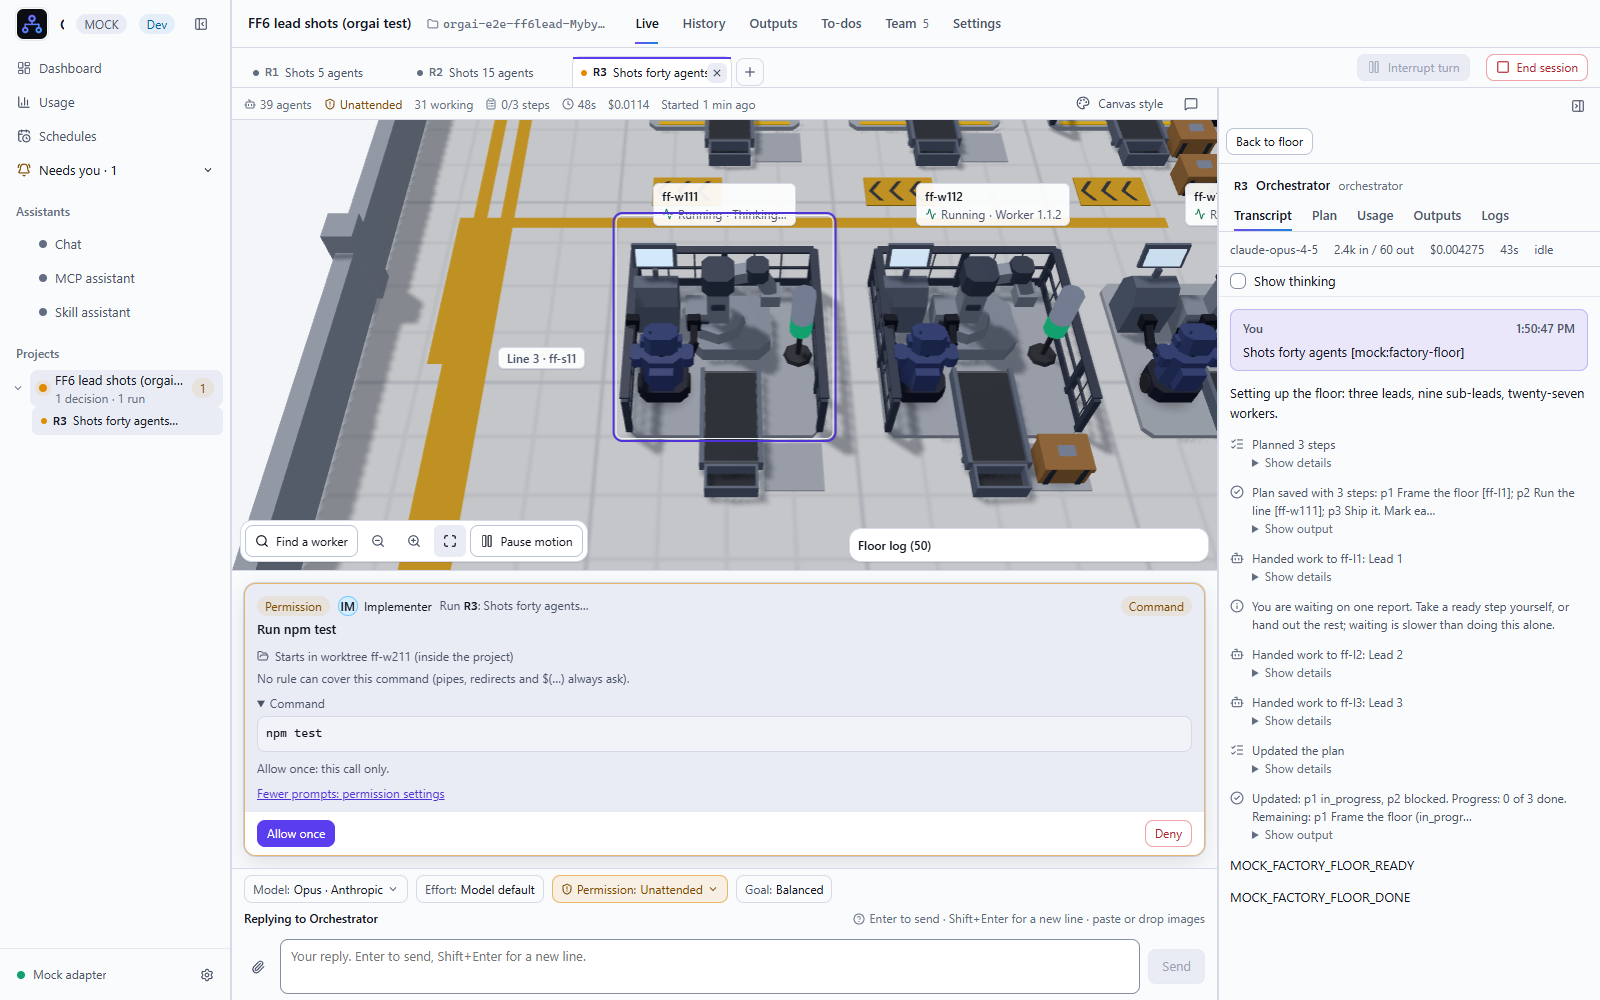 MOCK
Dev
Dashboard
Usage
Schedules
Needs you · 1
Assistants
Chat
MCP assistant
Skill assistant
Projects
FF6 lead shots (orgai...
1 decision · 1 run
1
R3 Shots forty agents...
Mock adapter
FF6 lead shots (orgai test)
orgai-e2e-ff6lead-Myby...
Live
History
Outputs
To-dos
Team 5
Settings
R1 Shots 5 agents
R2 Shots 15 agents
R3 Shots forty agents
Interrupt turn
End session
39 agents
Unattended
31 working
0/3 steps
48s
$0.0114
Started 1 min ago
Canvas style
ff-w111
Running · Thinking...
ff-w112
Running · Worker 1.1.2
ff-w
R
Line 3 · ff-s11
Find a worker
Pause motion
Floor log (50)
Permission
IM
Implementer
Run R3: Shots forty agents...
Command
Run npm test
Starts in worktree ff-w211 (inside the project)
No rule can cover this command (pipes, redirects and $(...) always ask).
Command
npm test
Allow once: this call only.
Fewer prompts: permission settings
Allow once
Deny
Model: Opus · Anthropic
Effort: Model default
Permission: Unattended
Goal: Balanced
Replying to Orchestrator
Enter to send · Shift+Enter for a new line · paste or drop images
Your reply. Enter to send, Shift+Enter for a new line.
Send
Back to floor
R3 Orchestrator orchestrator
Transcript
Plan
Usage
Outputs
Logs
claude-opus-4-5
2.4k in / 60 out
$0.004275
43s
idle
Show thinking
You
1:50:47 PM
Shots forty agents [mock:factory-floor]
Setting up the floor: three leads, nine sub-leads, twenty-seven
workers.
Planned 3 steps
Show details
Plan saved with 3 steps: p1 Frame the floor [ff-l1]; p2 Run the
line [ff-w111]; p3 Ship it. Mark ea...
Show output
Handed work to ff-l1: Lead 1
Show details
You are waiting on one report. Take a ready step yourself, or
hand out the rest; waiting is slower than doing this alone.
Handed work to ff-l2: Lead 2
Show details
Handed work to ff-l3: Lead 3
Show details
Updated the plan
Show details
Updated: p1 in_progress, p2 blocked. Progress: 0 of 3 done.
Remaining: p1 Frame the floor (in_progr...
Show output
MOCK_FACTORY_FLOOR_READY
MOCK_FACTORY_FLOOR_DONE